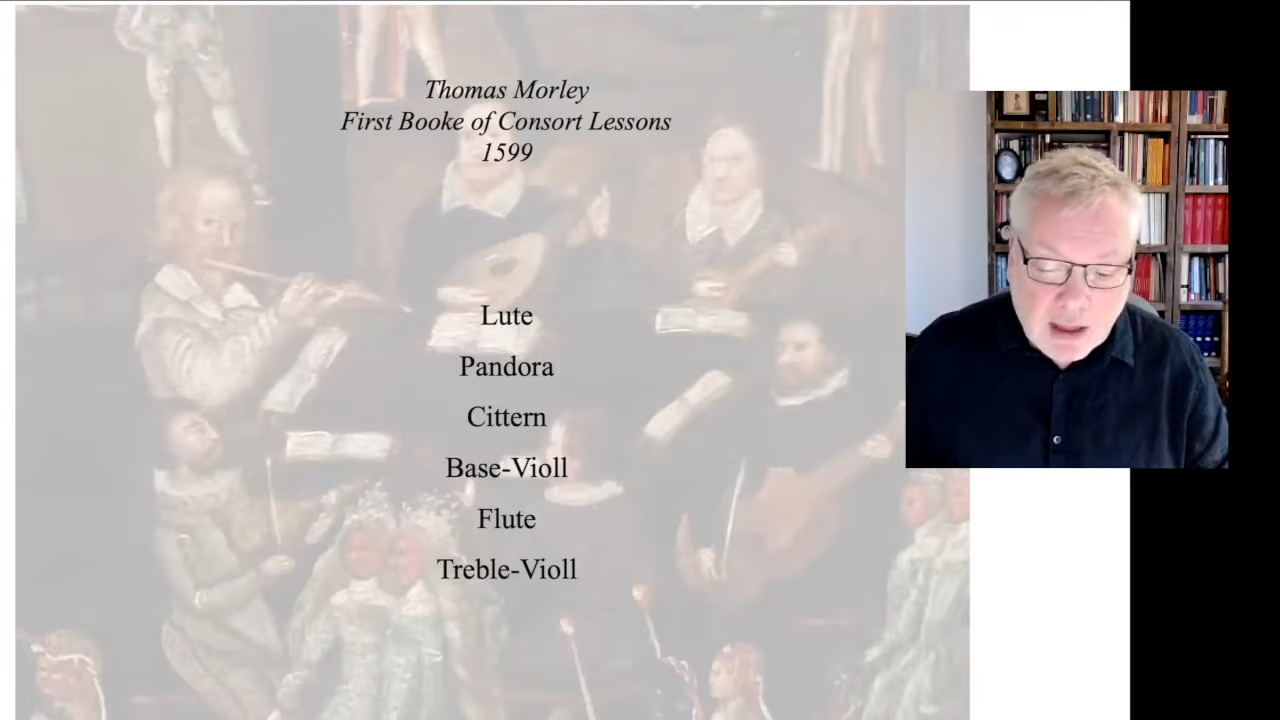 Thomas Morley
First Booke of Consort Lessons
1599
Lute
Pandora
Cittern
Base-Violl
Flute
Treble-Violl